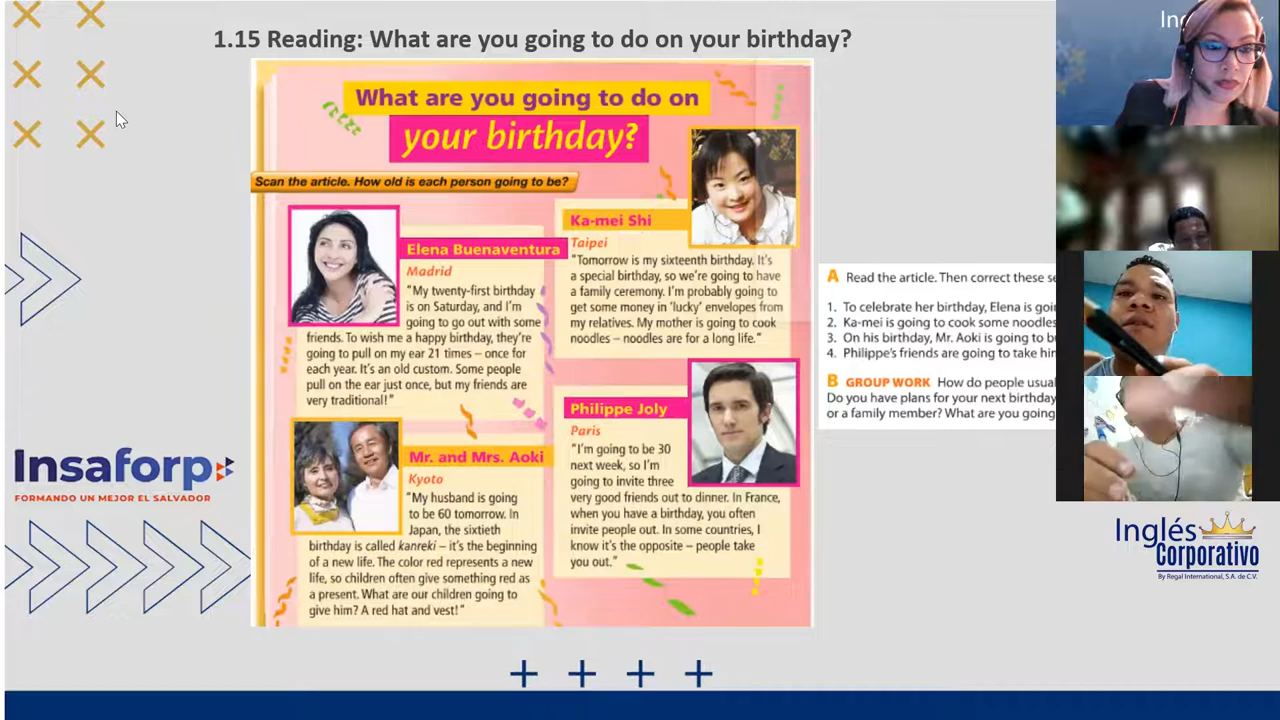 1.15 Reading: What are you going to do on your birthday?
What are you going to do on
your birthday?
Scan the article. How old is each person going to be?
Elena Buenaventura
Madrid
"My twenty-first birthday
is on Saturday, and I'm
going to go out with some
friends. To wish me a happy birthday, they're
going to pull on my ear 21 times – once for
each year. It's an old custom. Some people
pull on the ear just once, but my friends are
very traditional!"
Mr. and Mrs. Aoki
Kyoto
"My husband is going
to be 60 tomorrow. In
Japan, the sixtieth
birthday is called kanreki – it's the beginning
of a new life. The color red represents a new
life, so children often give something red as
a present. What are our children going to
give him? A red hat and vest!"
Ka-mei Shi
Taipei
"Tomorrow is my sixteenth birthday. It's
a special birthday, so we're going to have
a family ceremony. I'm probably going to
get some money in 'lucky' envelopes from
my relatives. My mother is going to cook
noodles – noodles are for a long life."
Philippe Joly
Paris
"I'm going to be 30
next week, so I'm
going to invite three
very good friends out to dinner. In France,
when you have a birthday, you often
invite people out. In some countries, I
know it's the opposite – people take
you out."
A Read the article. Then correct these
1. To celebrate her birthday, Elena is
2. Ka-mei is going to cook some noodles
3. On his birthday, Mr. Aoki is going to
4. Philippe's friends are going to take
B GROUP WORK How do people
Do you have plans for your next birthday
or a family member? What are you going
Insaforp
FORMANDO UN MEJOR EL SALVADOR
Inglés
Corporativo
By Regal International, S.A. de C.V.